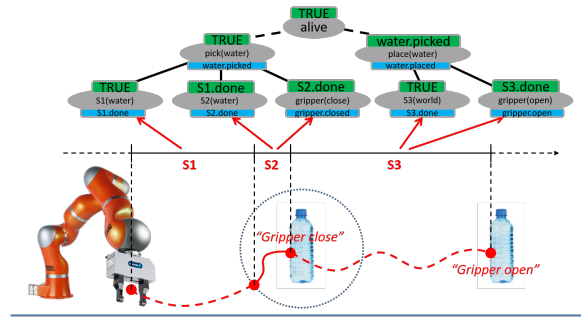 TRUE
alive
TRUE
pick(water)
water.picked
water.picked
place(water)
water.placed
TRUE
S1(water)
S1.done
S1.done
S2(water)
S2.done
S2.done
gripper(close)
gripper.closed
TRUE
S3(world)
S3.done
S3.done
gripper(open)
gripper.open
S1
S2
S3
“Gripper close”
“Gripper open”